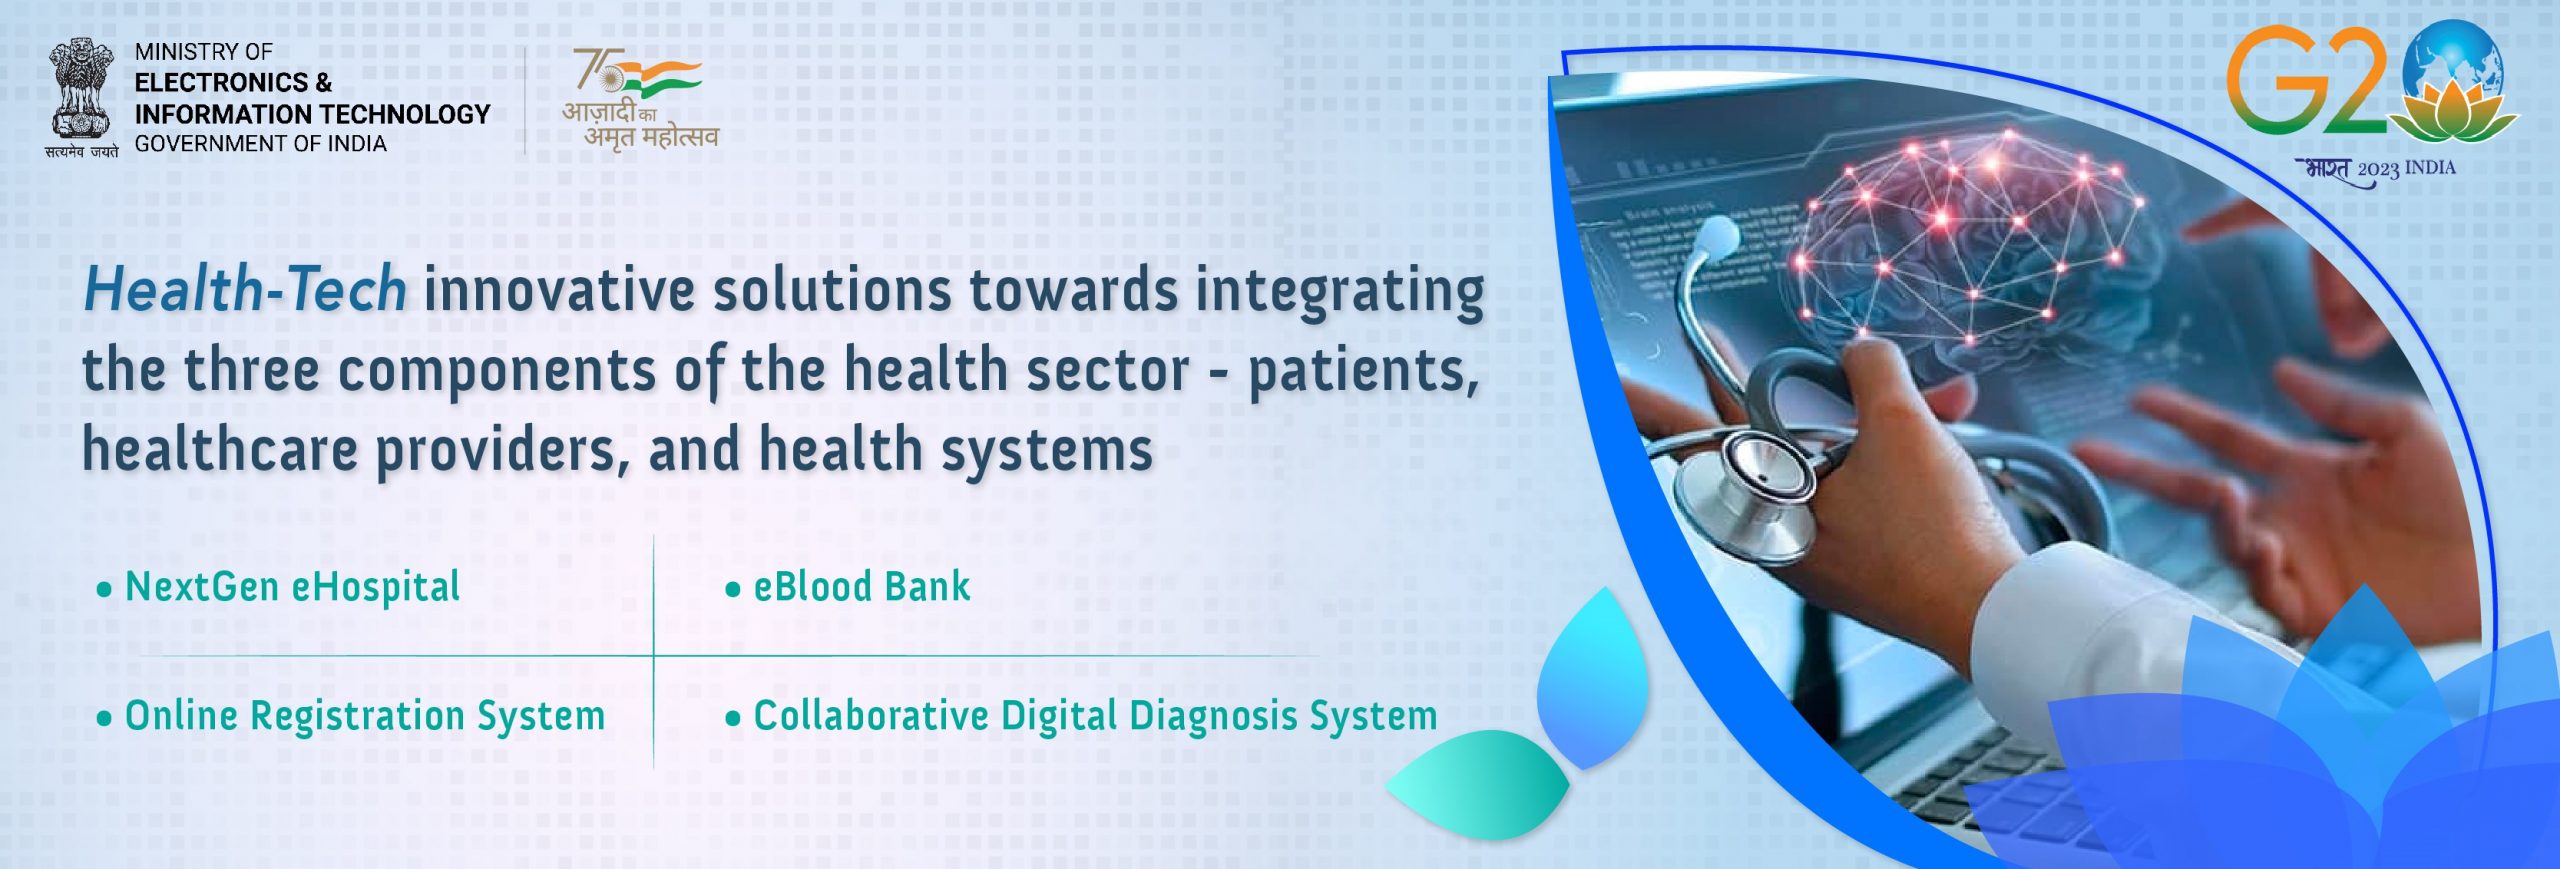 MINISTRY OF
ELECTRONICS &
INFORMATION TECHNOLOGY
GOVERNMENT OF INDIA
सत्यमेव जयते
75
आज़ादी का
अमृत महोत्सव
G20
भारत 2023 INDIA
Brain analysis
Health-Tech innovative solutions towards integrating
the three components of the health sector - patients,
healthcare providers, and health systems
• NextGen eHospital
• eBlood Bank
• Online Registration System
• Collaborative Digital Diagnosis System